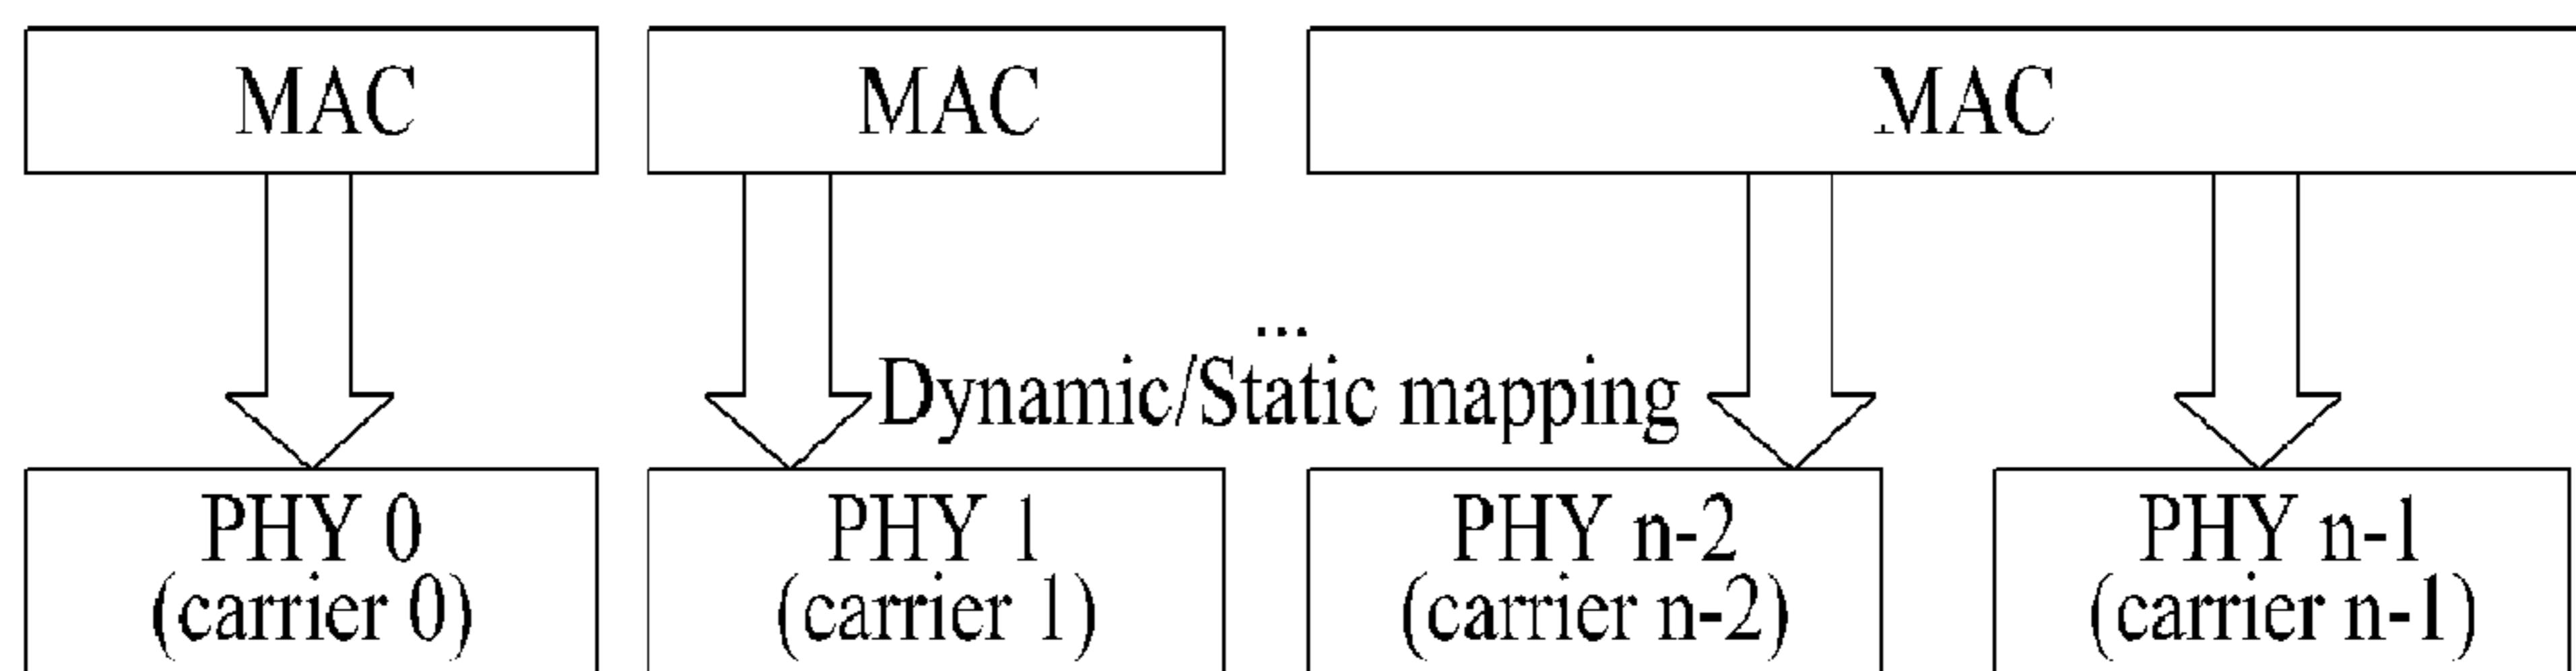 MAC
MAC
MAC
...
Dynamic/Static mapping
PHY 0
(carrier 0)
PHY 1
(carrier 1)
PHY n-2
(carrier n-2)
PHY n-1
(carrier n-1)